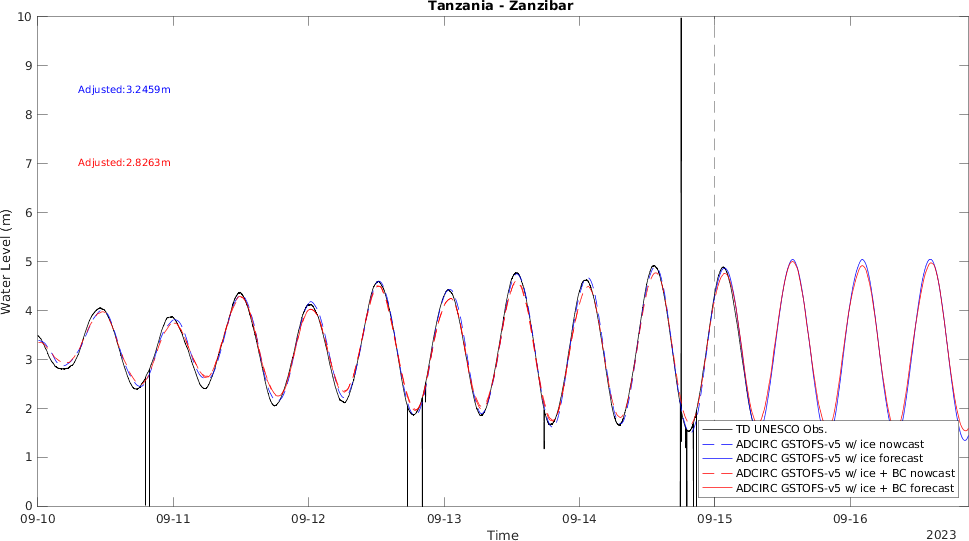 Tanzania - Zanzibar
10
9
8
7
6
5
4
3
2
1
0
Water Level (m)
Adjusted:3.2459m
Adjusted:2.8263m
TD UNESCO Obs.
ADCIRC GSTOFS-v5 w/ ice nowcast
ADCIRC GSTOFS-v5 w/ ice forecast
ADCIRC GSTOFS-v5 w/ ice + BC nowcast
ADCIRC GSTOFS-v5 w/ ice + BC forecast
09-10 09-11 09-12 09-13 09-14 09-15 09-16
Time
2023